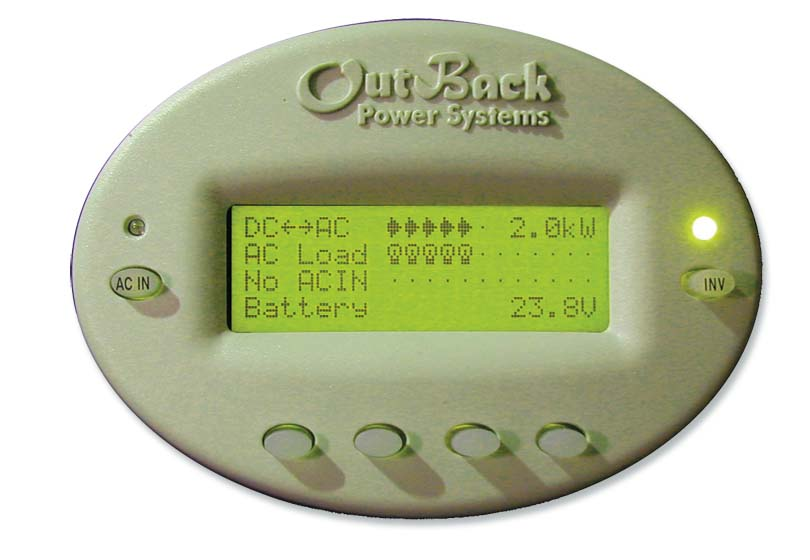 OutBack
Power Systems
DC←→AC 2.0kW
AC Load
No ACIN
Battery 23.8V
AC IN
INV